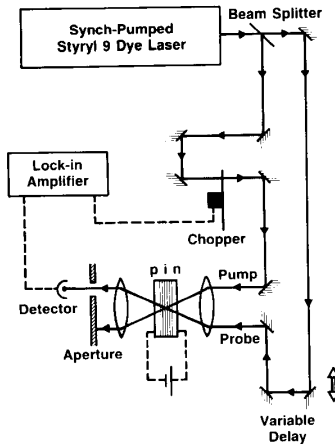 Synch-Pumped
Styryl 9 Dye Laser
Beam Splitter
Lock-in
Amplifier
Chopper
p i n
Pump
Detector
Probe
Aperture
Variable
Delay